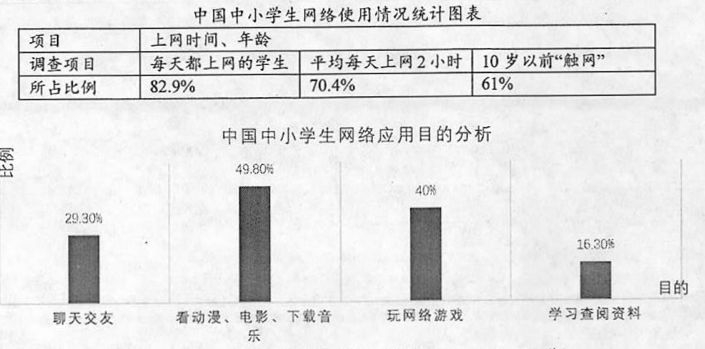 中国中小学生网络使用情况统计图表
项目 上网时间、年龄
调查项目 每天都上网的学生 平均每天上网2小时 10岁以前“触网”
所占比例 82.9% 70.4% 61%
中国中小学生网络应用目的分析
比例
49.80%
40%
29.30%
16.30%
目的
聊天交友 看动漫、电影、下载音 玩网络游戏 学习查阅资料
乐